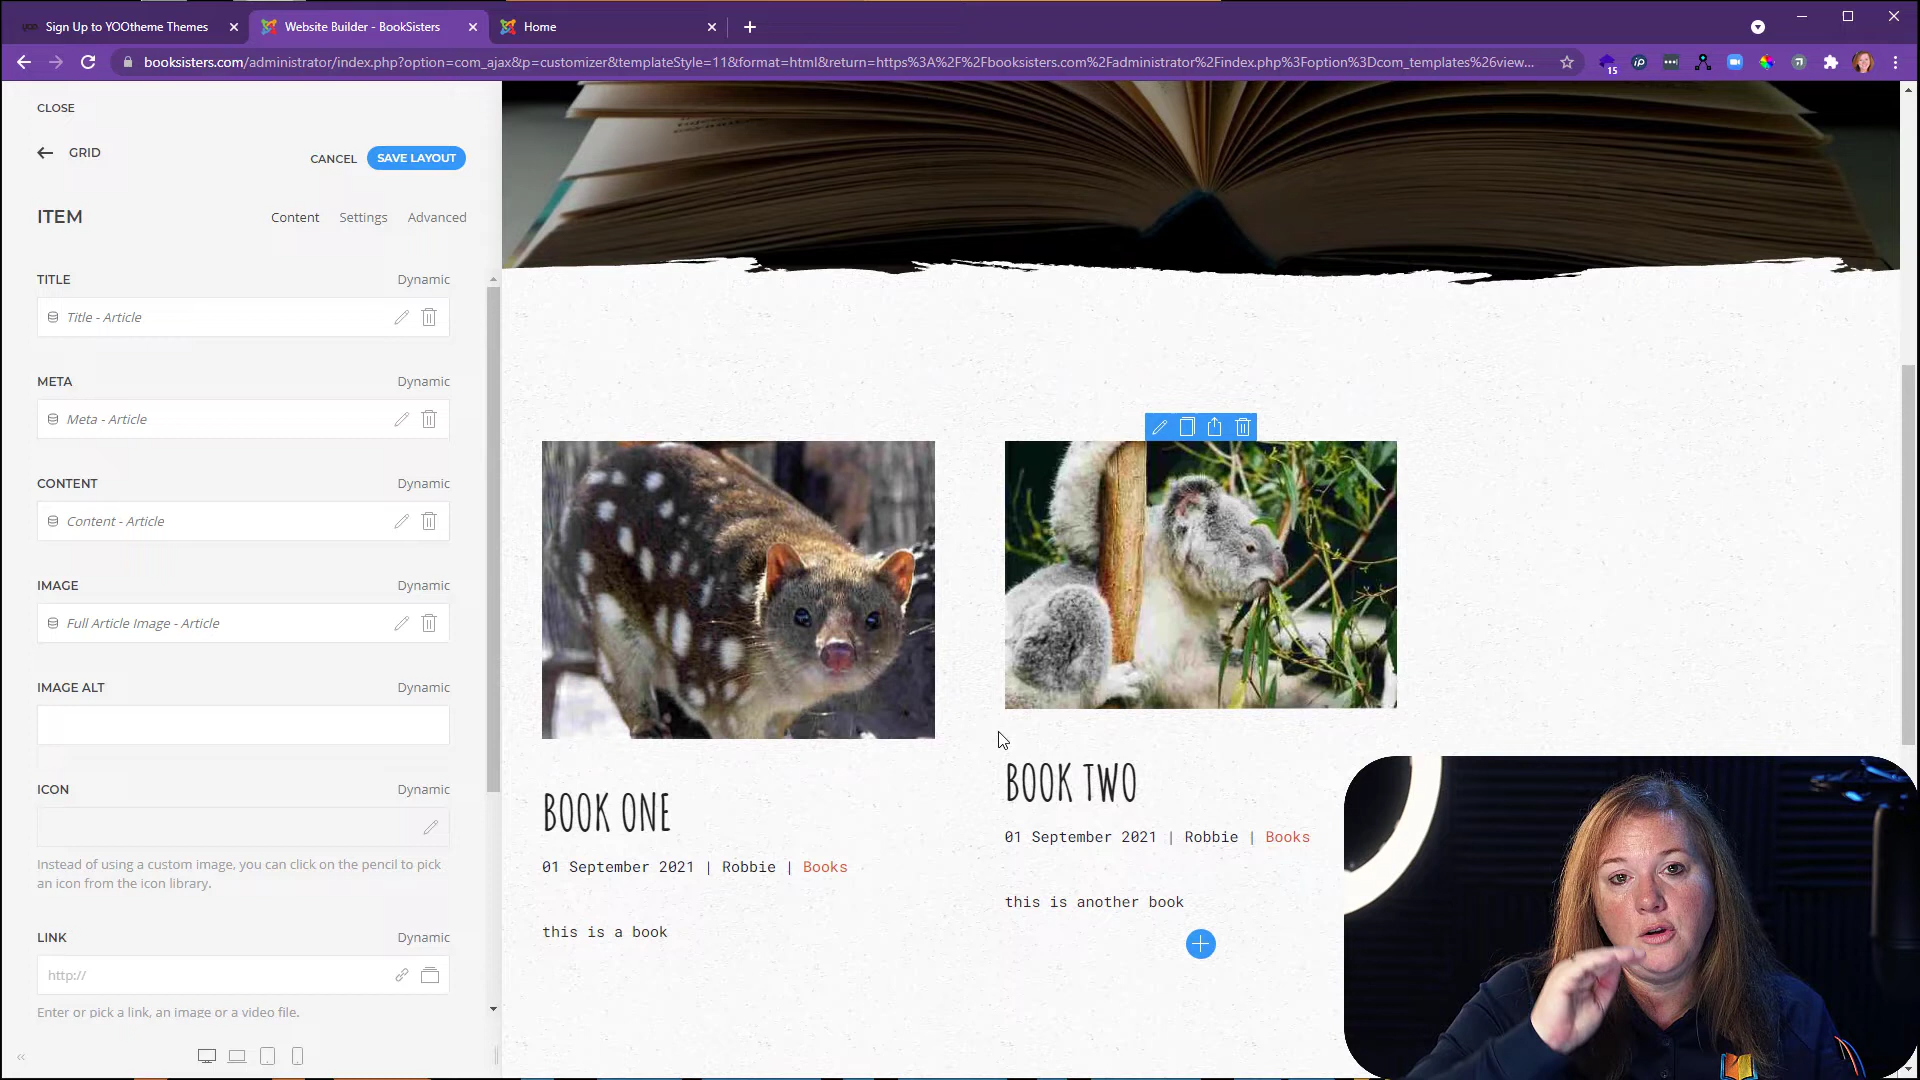 Sign Up to YOOtheme Themes
Website Builder - BookSisters
Home
booksisters.com/administrator/index.php?option=com_ajax&p=customizer&templateStyle=11&format=html&return=https%3A%2F%2Fbooksisters.com%2Fadministrator%2Findex.php%3Foption%3Dcom_templates%26view...
15
CLOSE
GRID
CANCEL
SAVE LAYOUT
ITEM
Content
Settings
Advanced
TITLE
Dynamic
Title - Article
META
Dynamic
Meta - Article
CONTENT
Dynamic
Content - Article
IMAGE
Dynamic
Full Article Image - Article
IMAGE ALT
Dynamic
ICON
Dynamic
Instead of using a custom image, you can click on the pencil to pick
an icon from the icon library.
LINK
Dynamic
http://
Enter or pick a link, an image or a video file.
BOOK ONE
01 September 2021 | Robbie | Books
this is a book
BOOK TWO
01 September 2021 | Robbie | Books
this is another book